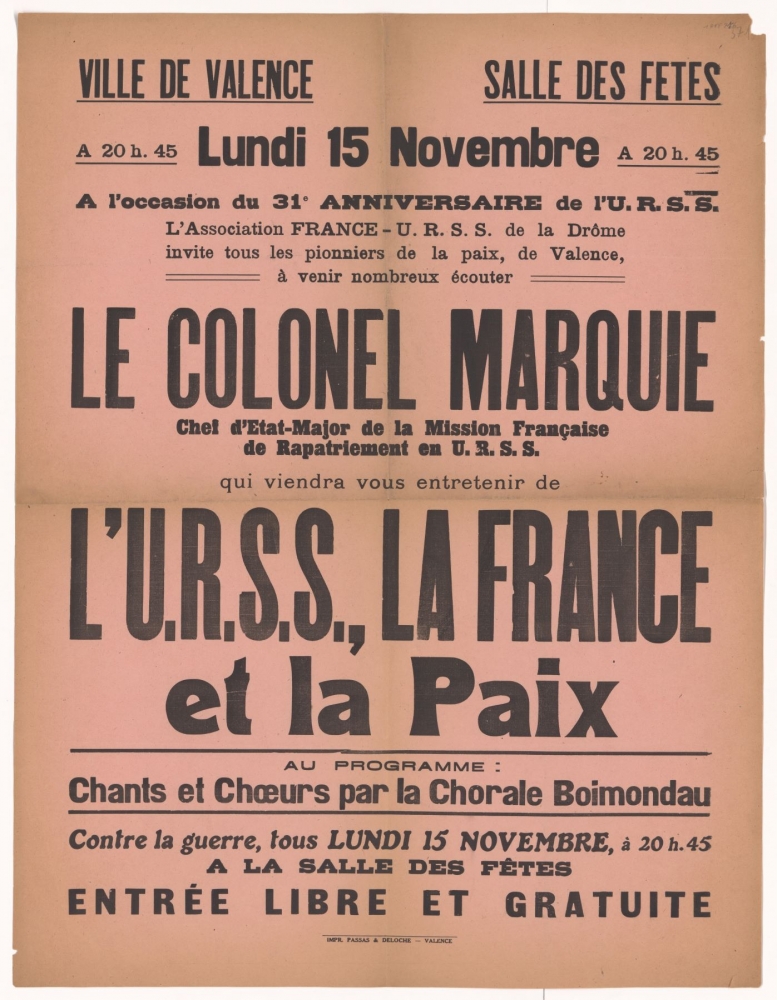 VILLE DE VALENCE
SALLE DES FETES
A 20 h. 45 Lundi 15 Novembre A 20 h. 45
A l'occasion du 31e ANNIVERSAIRE de l'U.R.S.S.
L'Association FRANCE-U.R.S.S. de la Drôme
invite tous les pionniers de la paix, de Valence,
à venir nombreux écouter
LE COLONEL MARQUIE
Chef d'Etat-Major de la Mission Française
de Rapatriement en U.R.S.S.
qui viendra vous entretenir de
L'U.R.S.S., LA FRANCE
et la Paix
AU PROGRAMME :
Chants et Chœurs par la Chorale Boimondau
Contre la guerre, tous LUNDI 15 NOVEMBRE, à 20 h.45
A LA SALLE DES FÊTES
ENTRÉE LIBRE ET GRATUITE
IMPR. PASSAS & DELOCHE — VALENCE